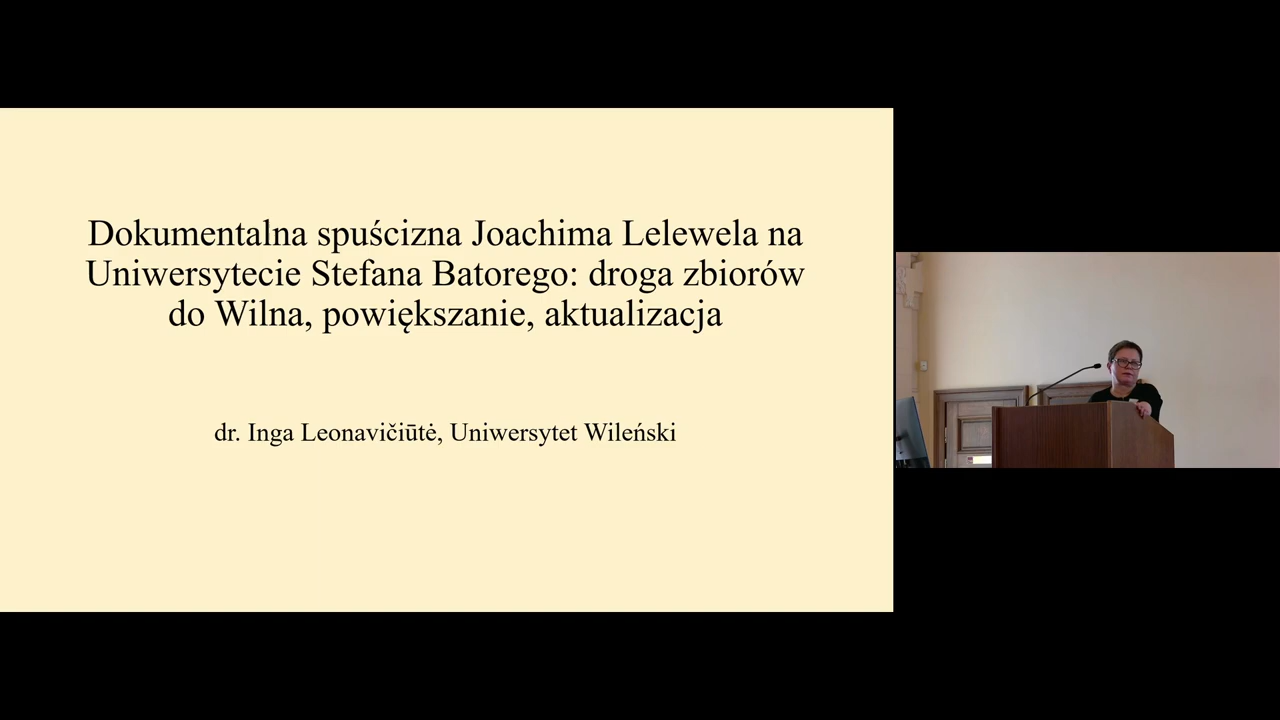 Dokumentalna spuścizna Joachima Lelewela na
Uniwersytecie Stefana Batorego: droga zbiorów
do Wilna, powiększanie, aktualizacja
dr. Inga Leonavičiūtė, Uniwersytet Wileński